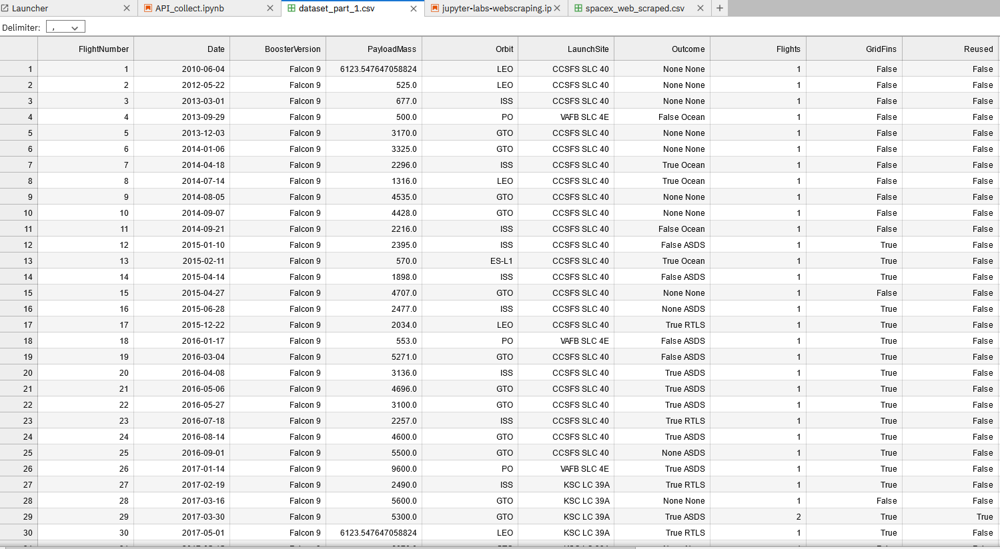 Launcher API_collect.ipynb dataset_part_1.csv jupyter-labs-webscraping.ip spacex_web_scraped.csv
Delimiter: ,
FlightNumber Date BoosterVersion PayloadMass Orbit LaunchSite Outcome Flights GridFins Reused
1 1 2010-06-04 Falcon 9 6123.547647058824 LEO CCSFS SLC 40 None None 1 False False
2 2 2012-05-22 Falcon 9 525.0 LEO CCSFS SLC 40 None None 1 False False
3 3 2013-03-01 Falcon 9 677.0 ISS CCSFS SLC 40 None None 1 False False
4 4 2013-09-29 Falcon 9 500.0 PO VAFB SLC 4E False Ocean 1 False False
5 5 2013-12-03 Falcon 9 3170.0 GTO CCSFS SLC 40 None None 1 False False
6 6 2014-01-06 Falcon 9 3325.0 GTO CCSFS SLC 40 None None 1 False False
7 7 2014-04-18 Falcon 9 2296.0 ISS CCSFS SLC 40 True Ocean 1 False False
8 8 2014-07-14 Falcon 9 1316.0 LEO CCSFS SLC 40 True Ocean 1 False False
9 9 2014-08-05 Falcon 9 4535.0 GTO CCSFS SLC 40 None None 1 False False
10 10 2014-09-07 Falcon 9 4428.0 GTO CCSFS SLC 40 None None 1 False False
11 11 2014-09-21 Falcon 9 2216.0 ISS CCSFS SLC 40 False Ocean 1 False False
12 12 2015-01-10 Falcon 9 2395.0 ISS CCSFS SLC 40 False ASDS 1 True False
13 13 2015-02-11 Falcon 9 570.0 ES-L1 CCSFS SLC 40 True Ocean 1 True False
14 14 2015-04-14 Falcon 9 1898.0 ISS CCSFS SLC 40 False ASDS 1 True False
15 15 2015-04-27 Falcon 9 4707.0 GTO CCSFS SLC 40 None None 1 False False
16 16 2015-06-28 Falcon 9 2477.0 ISS CCSFS SLC 40 None ASDS 1 True False
17 17 2015-12-22 Falcon 9 2034.0 LEO CCSFS SLC 40 True RTLS 1 True False
18 18 2016-01-17 Falcon 9 553.0 PO VAFB SLC 4E False ASDS 1 True False
19 19 2016-03-04 Falcon 9 5271.0 GTO CCSFS SLC 40 False ASDS 1 True False
20 20 2016-04-08 Falcon 9 3136.0 ISS CCSFS SLC 40 True ASDS 1 True False
21 21 2016-05-06 Falcon 9 4696.0 GTO CCSFS SLC 40 True ASDS 1 True False
22 22 2016-05-27 Falcon 9 3100.0 GTO CCSFS SLC 40 True ASDS 1 True False
23 23 2016-07-18 Falcon 9 2257.0 ISS CCSFS SLC 40 True RTLS 1 True False
24 24 2016-08-14 Falcon 9 4600.0 GTO CCSFS SLC 40 True ASDS 1 True False
25 25 2016-09-01 Falcon 9 5500.0 GTO CCSFS SLC 40 None ASDS 1 True False
26 26 2017-01-14 Falcon 9 9600.0 PO VAFB SLC 4E True ASDS 1 True False
27 27 2017-02-19 Falcon 9 2490.0 ISS KSC LC 39A True RTLS 1 True False
28 28 2017-03-16 Falcon 9 5600.0 GTO KSC LC 39A None None 1 False False
29 29 2017-03-30 Falcon 9 5300.0 GTO KSC LC 39A True ASDS 2 True True
30 30 2017-05-01 Falcon 9 6123.547647058824 LEO KSC LC 39A True RTLS 1 True False